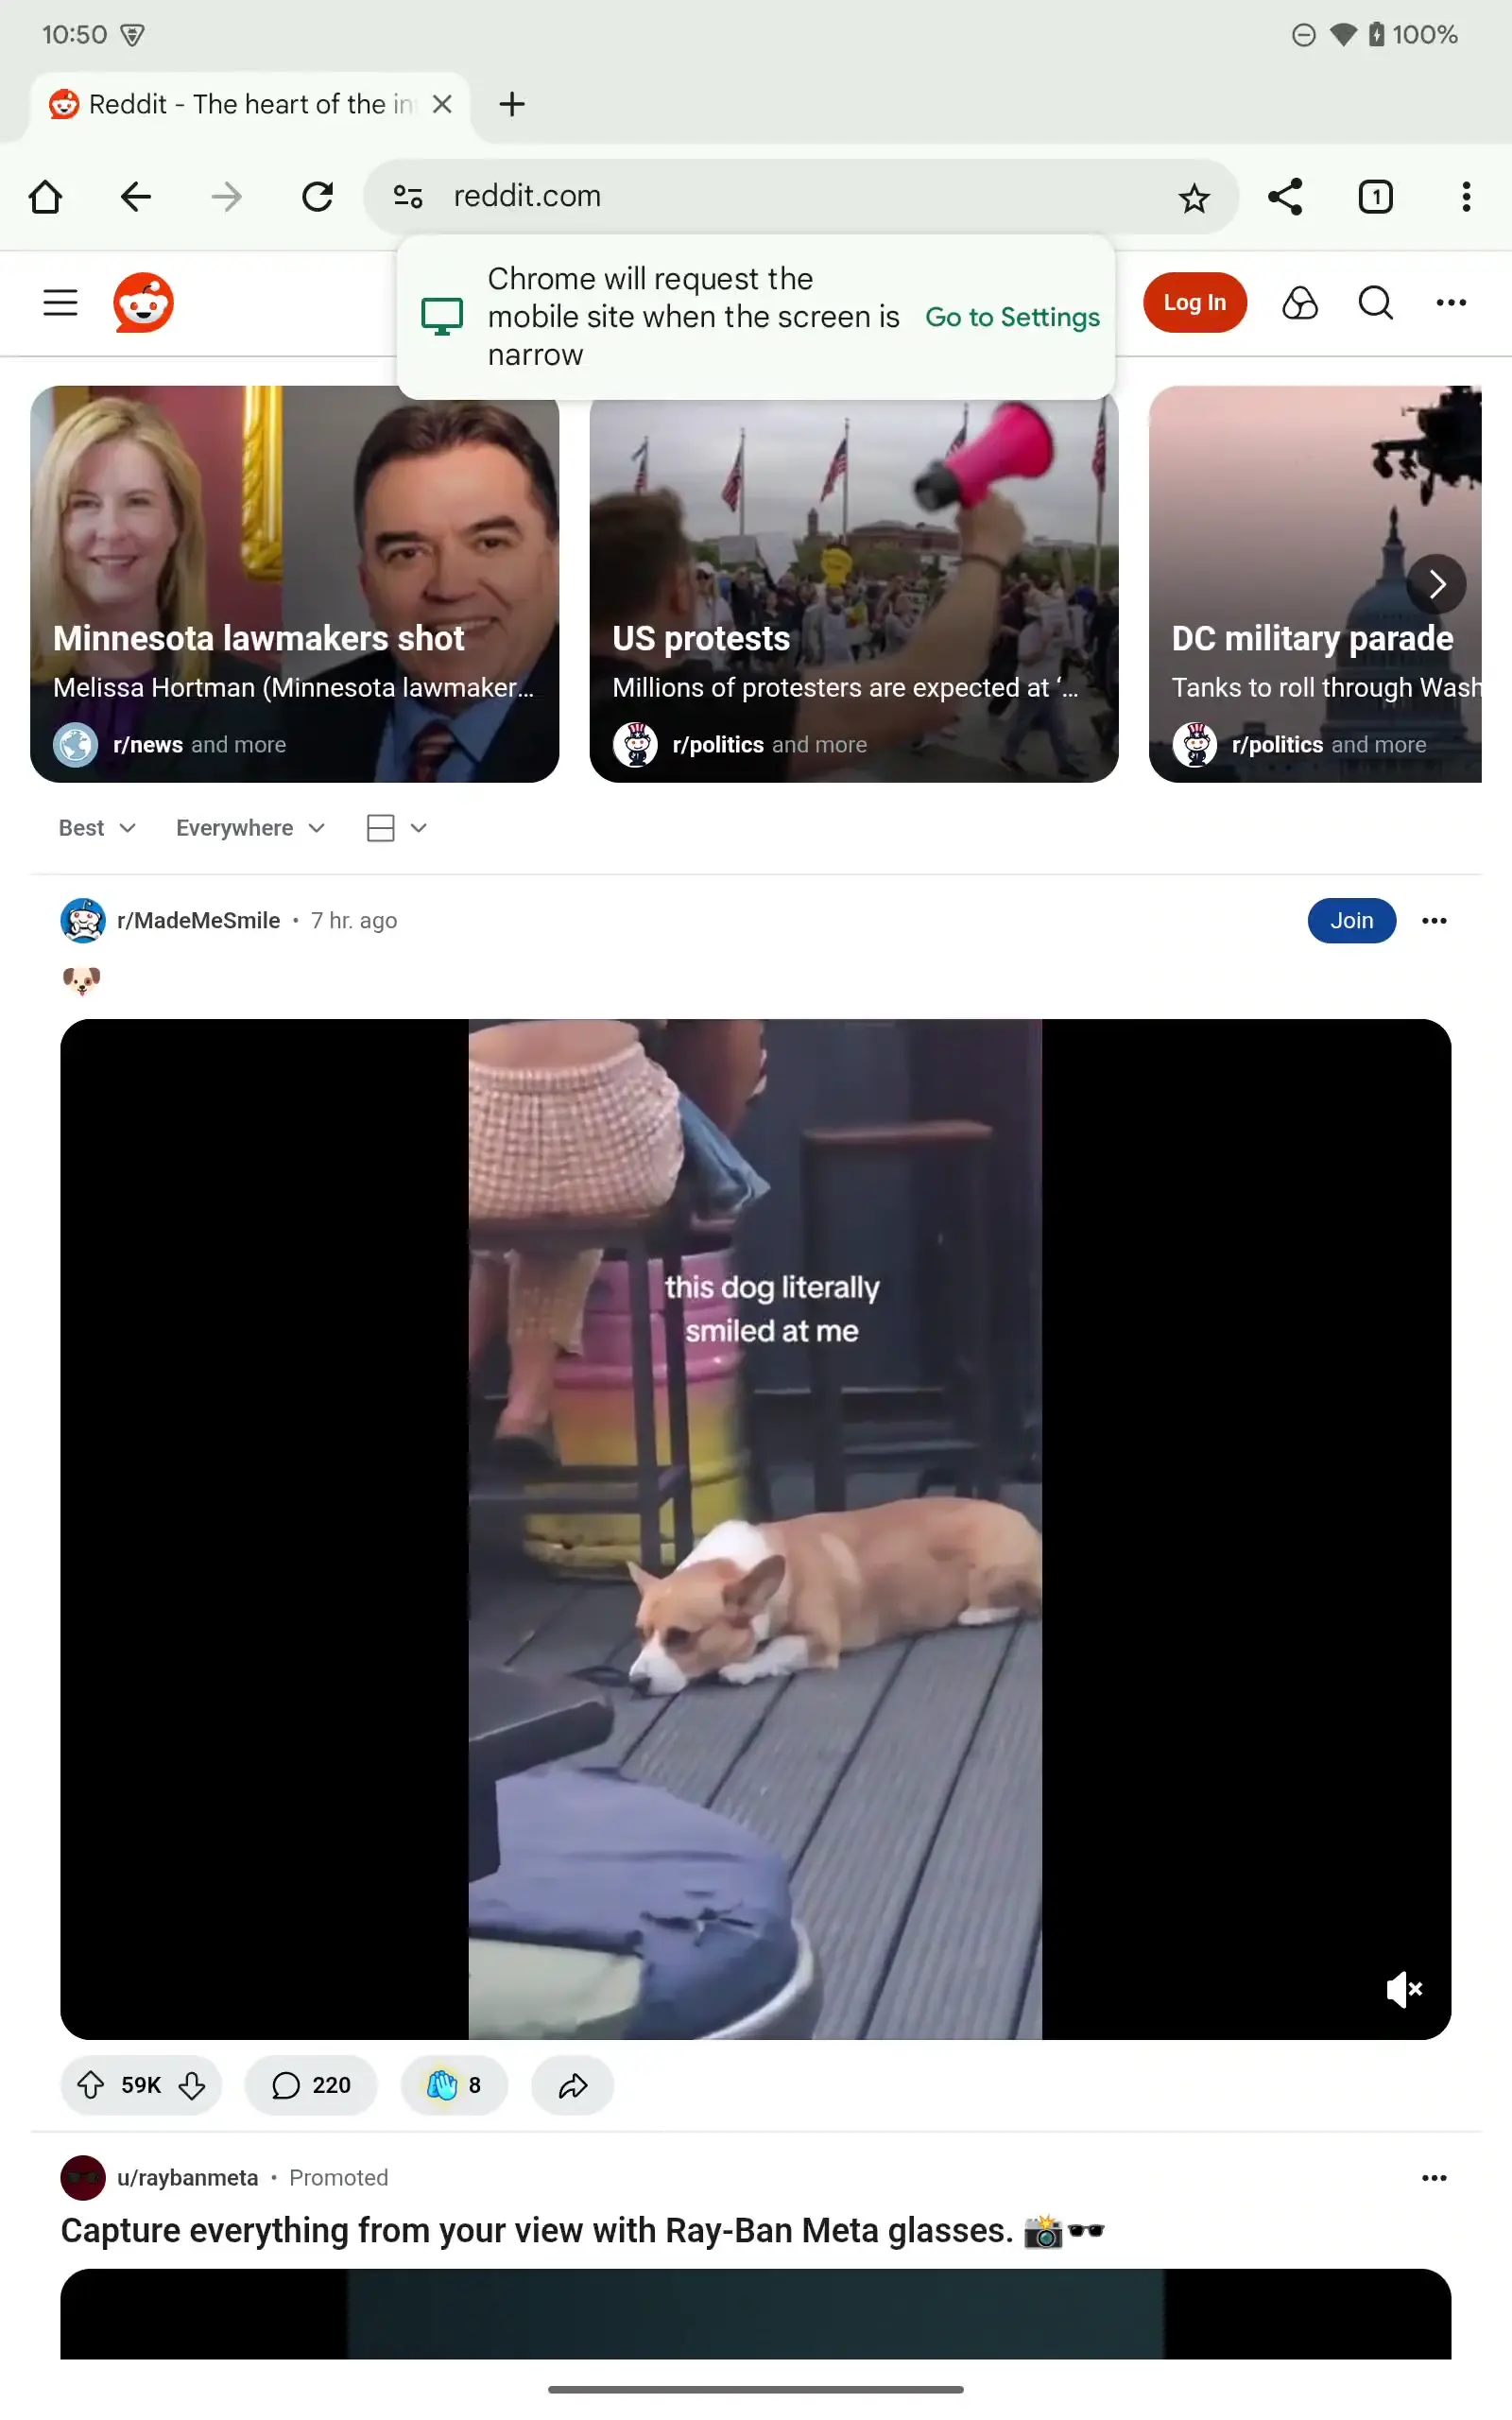 10:50
100%
Reddit - The heart of the in
reddit.com
1
Chrome will request the
mobile site when the screen is
narrow
Go to Settings
Log In
Minnesota lawmakers shot
Melissa Hortman (Minnesota lawmaker...
r/news and more
US protests
Millions of protesters are expected at ‘...
r/politics and more
DC military parade
Tanks to roll through Wash
r/politics and more
Best
Everywhere
r/MadeMeSmile • 7 hr. ago
Join
this dog literally
smiled at me
59K
220
8
u/raybanmeta • Promoted
Capture everything from your view with Ray-Ban Meta glasses. 📸🕶️